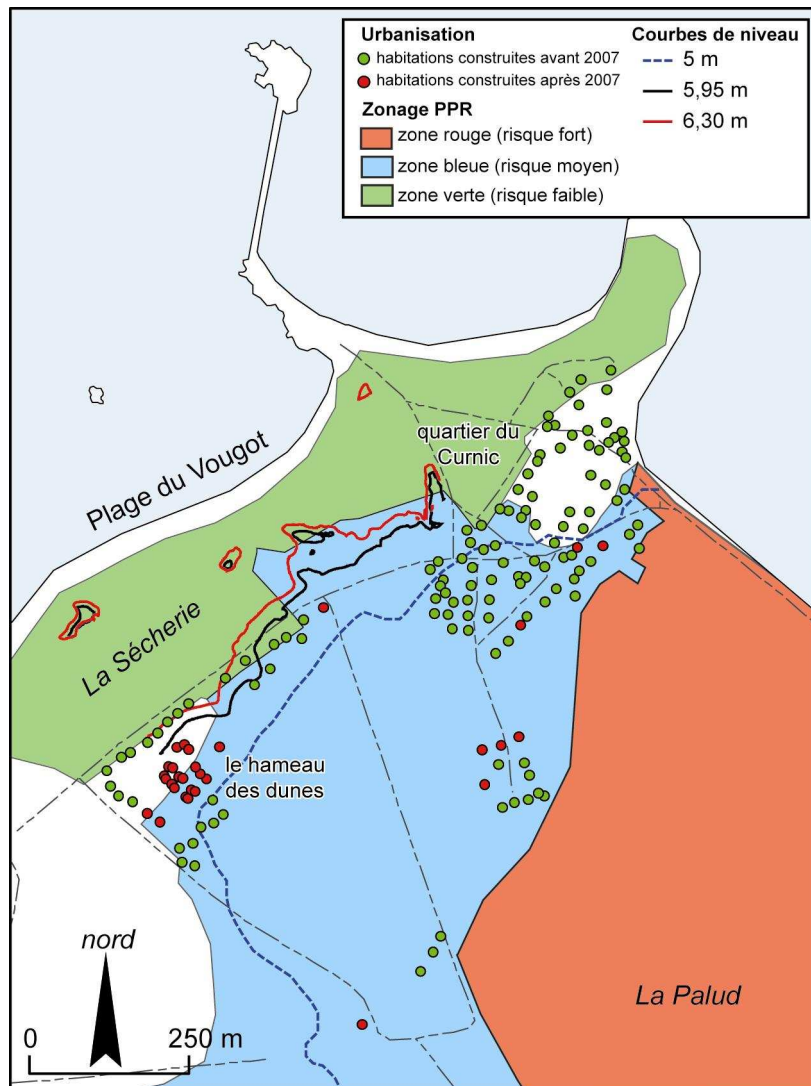 Urbanisation
habitations construites avant 2007
habitations construites après 2007
Zonage PPR
zone rouge (risque fort)
zone bleue (risque moyen)
zone verte (risque faible)
Courbes de niveau
5 m
5,95 m
6,30 m
quartier du
Curnic
Plage du Vougot
La Sécherie
le hameau
des dunes
La Palud
nord
0 250 m